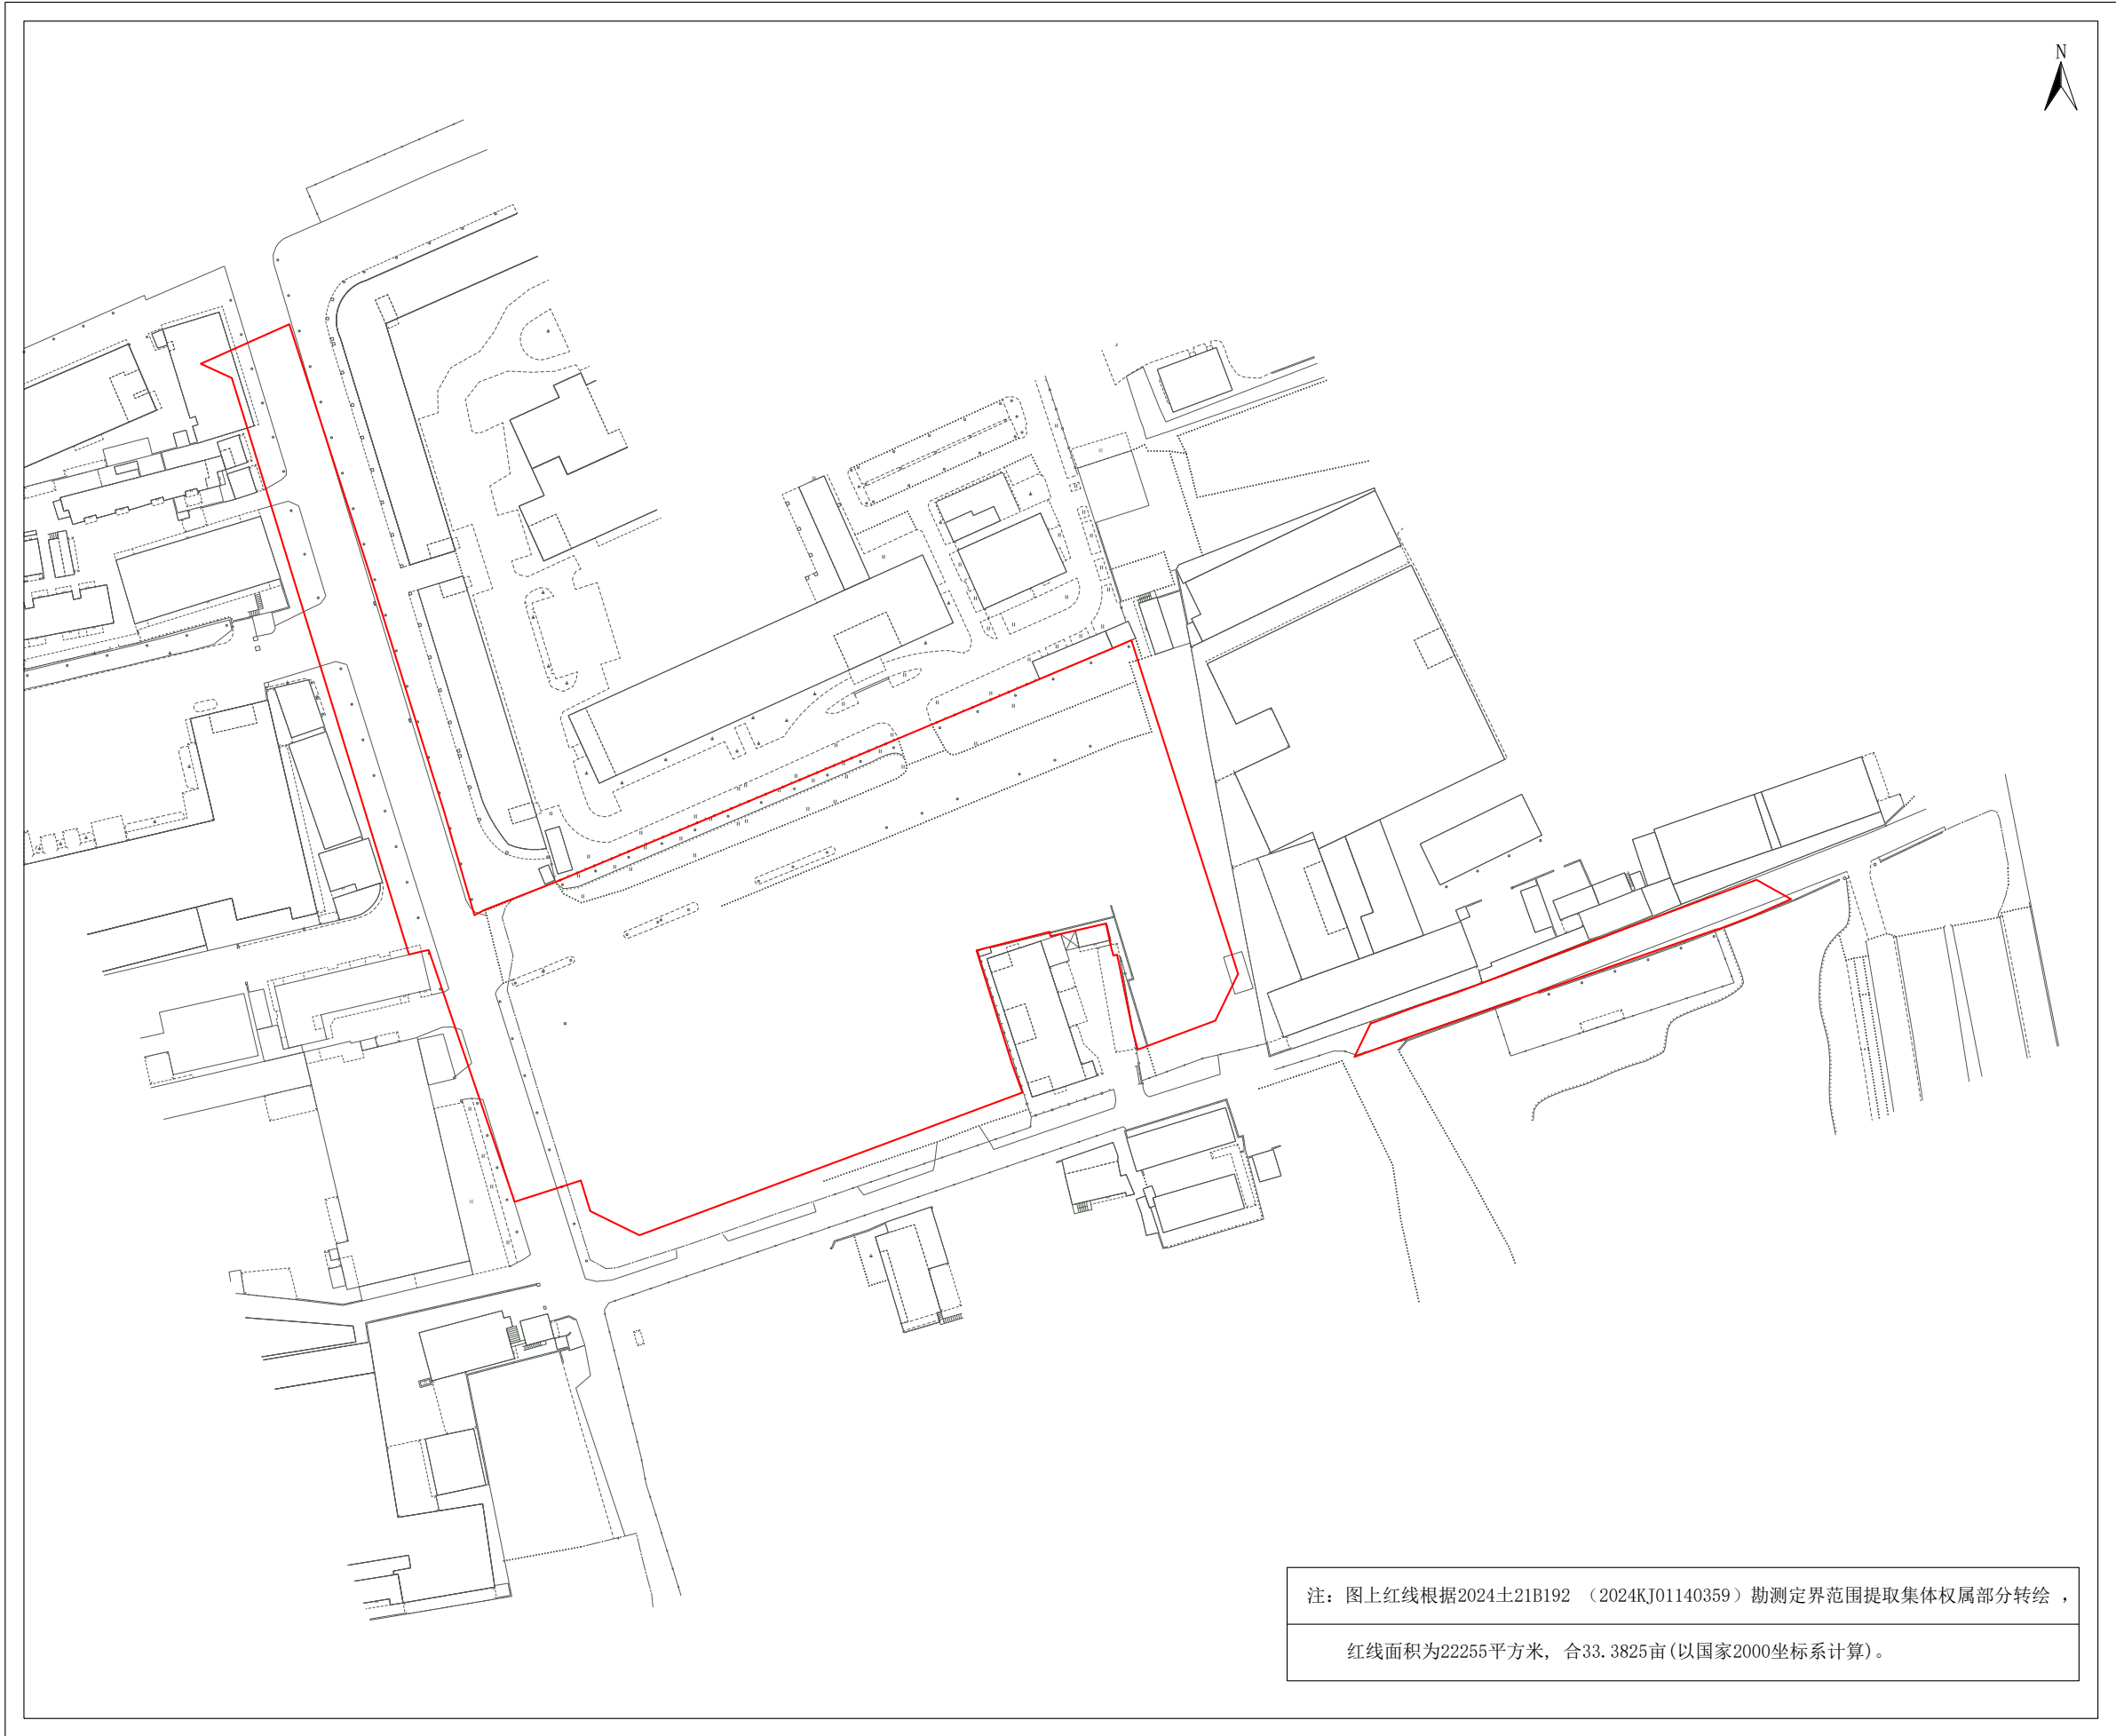 N
注：图上红线根据2024土21B192 （2024KJ01140359）勘测定界范围提取集体权属部分转绘 ，
红线面积为22255平方米，合33.3825亩(以国家2000坐标系计算)。